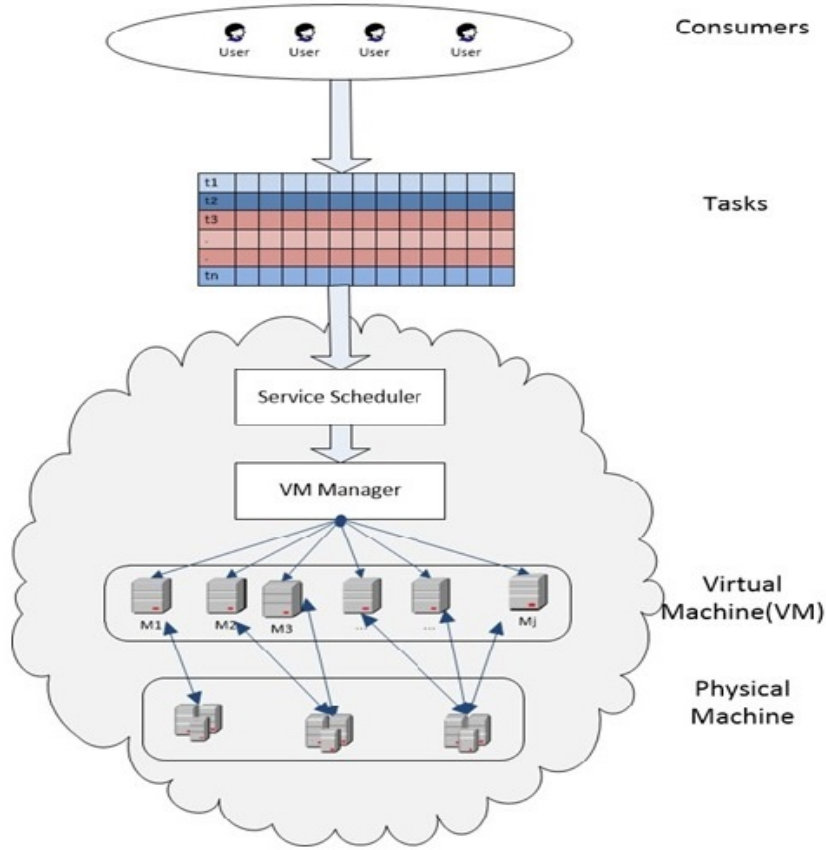 Consumers
User User User User
Tasks
t1
t2
t3
.
.
tn
Service Scheduler
VM Manager
Virtual
Machine(VM)
M1 M2 M3 ... ... Mj
Physical
Machine